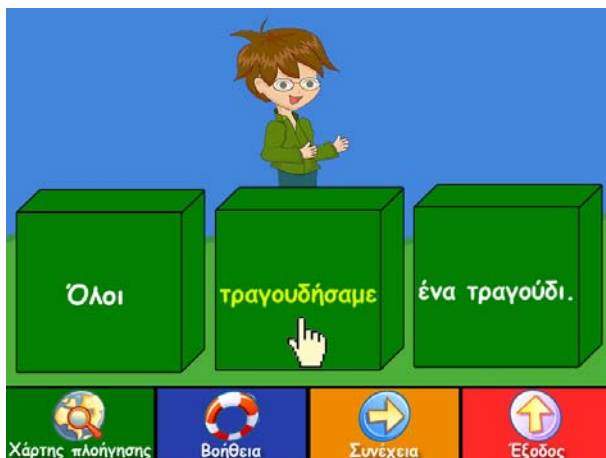 Όλοι
τραγουδήσαμε
ένα τραγούδι.
Χάρτης πλοήγησης
Βοήθεια
Συνέχεια
Έξοδος